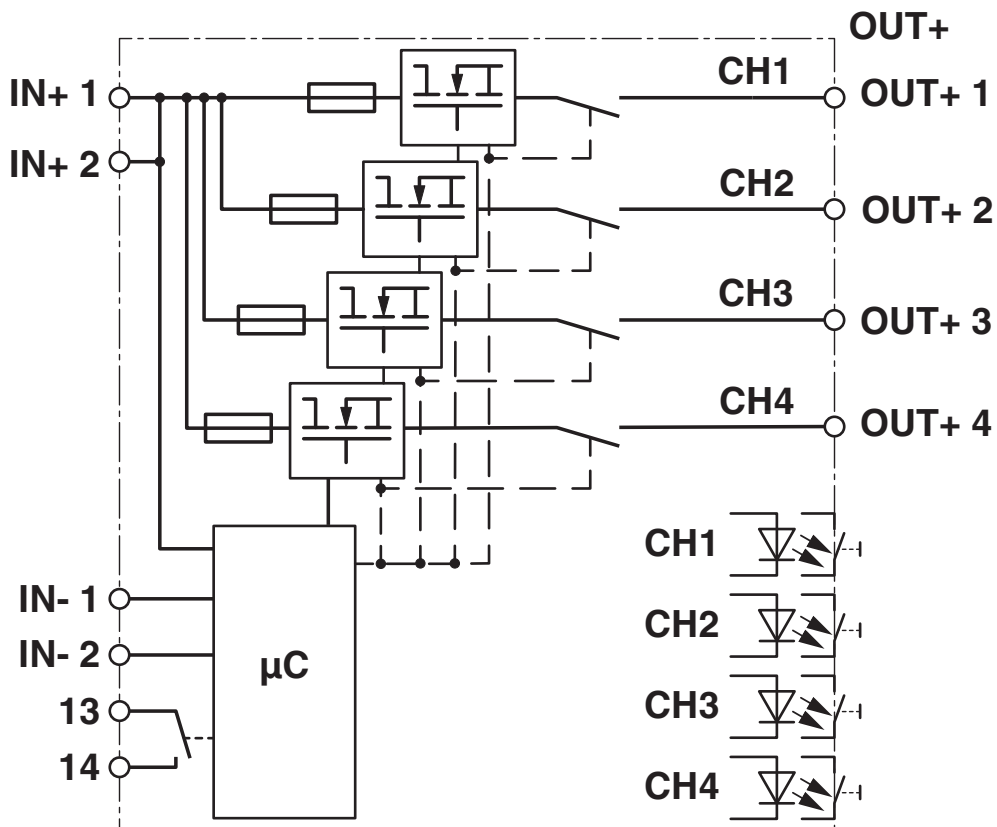 OUT+
IN+ 1
CH1
OUT+ 1
IN+ 2
CH2
OUT+ 2
CH3
OUT+ 3
CH4
OUT+ 4
CH1
IN- 1
CH2
IN- 2
µC
13
CH3
14
CH4